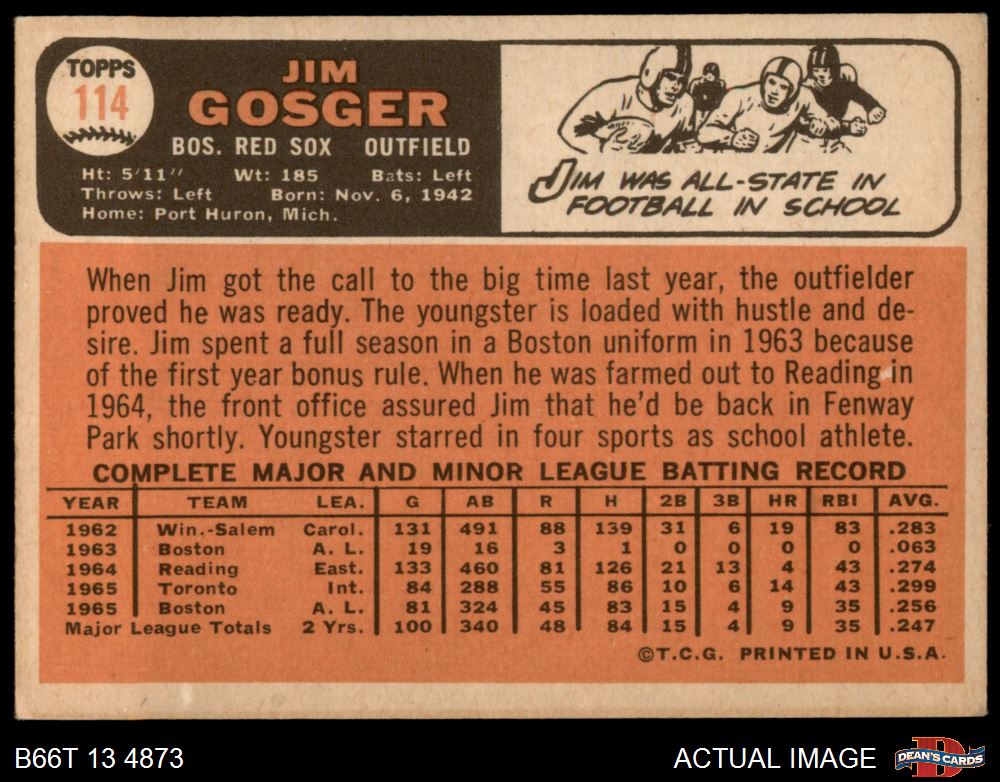 TOPPS
114
JIM
GOSGER
BOS. RED SOX OUTFIELD
Ht: 5'11" Wt: 185 Bats: Left
Throws: Left Born: Nov. 6, 1942
Home: Port Huron, Mich.
JIM WAS ALL-STATE IN
FOOTBALL IN SCHOOL
When Jim got the call to the big time last year, the outfielder
proved he was ready. The youngster is loaded with hustle and de-
sire. Jim spent a full season in a Boston uniform in 1963 because
of the first year bonus rule. When he was farmed out to Reading in
1964, the front office assured Jim that he'd be back in Fenway
Park shortly. Youngster starred in four sports as school athlete.
COMPLETE MAJOR AND MINOR LEAGUE BATTING RECORD
YEAR TEAM LEA. G AB R H 2B 3B HR RBI AVG.
1962 Win.-Salem Carol. 131 491 88 139 31 6 19 83 .283
1963 Boston A. L. 19 16 3 1 0 0 0 0 .063
1964 Reading East. 133 460 81 126 21 13 4 43 .274
1965 Toronto Int. 84 288 55 86 10 6 14 43 .299
1965 Boston A. L. 81 324 45 83 15 4 9 35 .256
Major League Totals 2 Yrs. 100 340 48 84 15 4 9 35 .247
©T.C.G. PRINTED IN U.S.A.
B66T 13 4873
ACTUAL IMAGE
D
DEAN'S CARDS